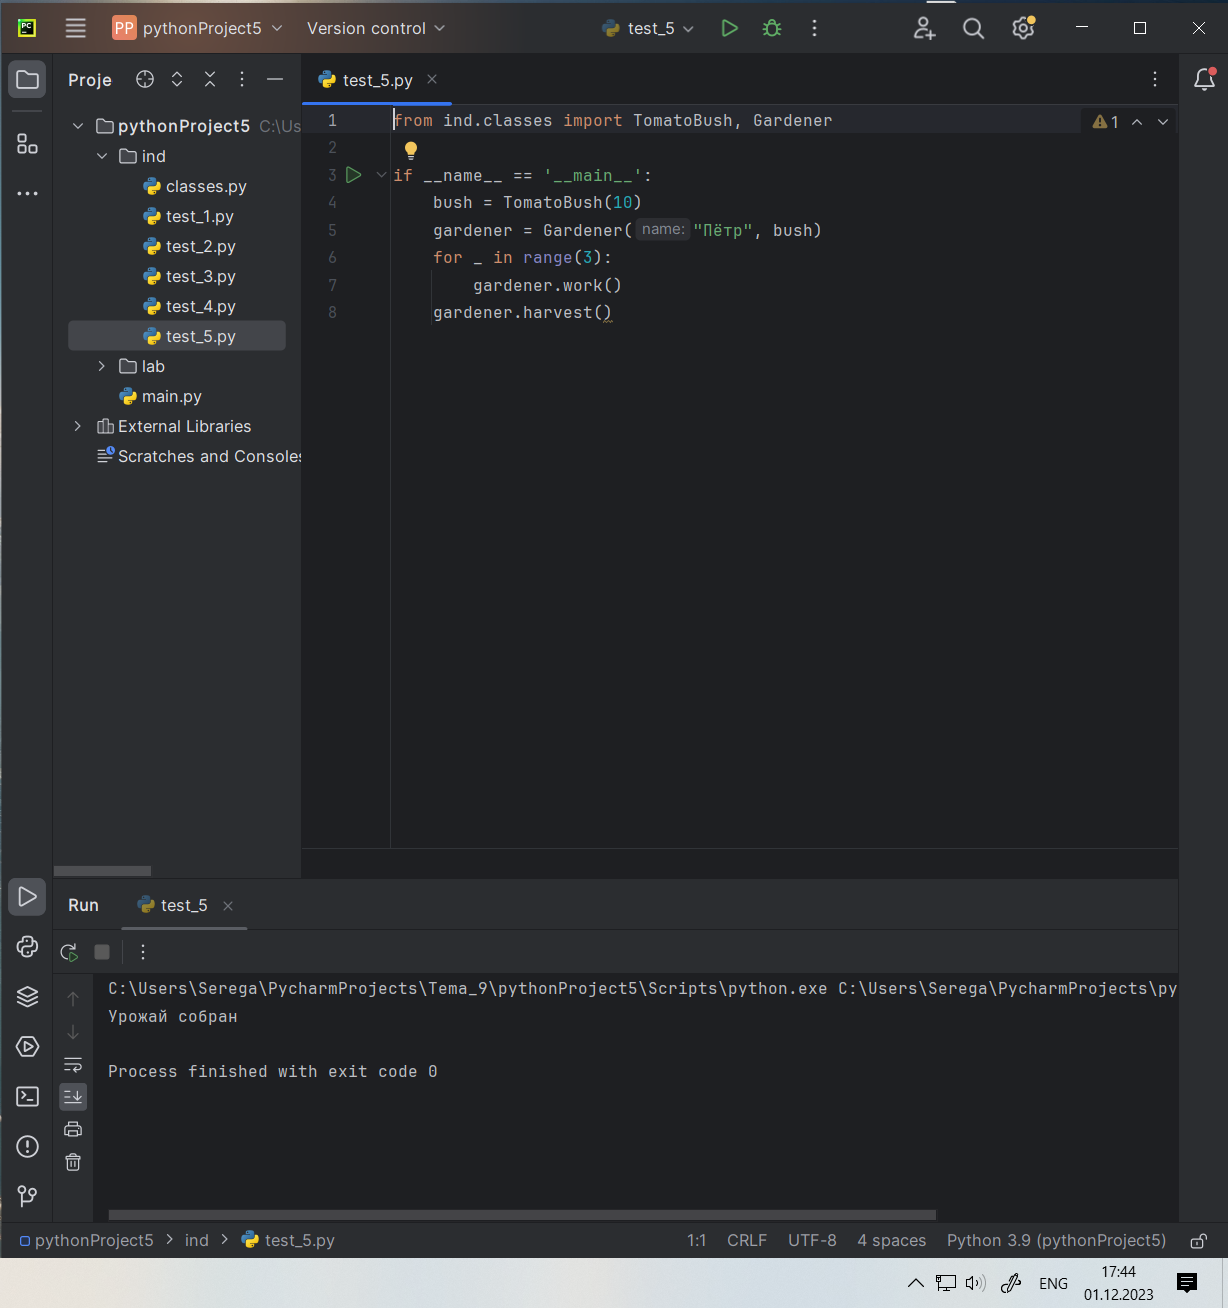 PC
PP pythonProject5
Version control
test_5
Proje
test_5.py
pythonProject5 C:\Us
ind
classes.py
test_1.py
test_2.py
test_3.py
test_4.py
test_5.py
lab
main.py
External Libraries
Scratches and Consoles
1 from ind.classes import TomatoBush, Gardener
1
2
3 if __name__ == '__main__':
4 bush = TomatoBush(10)
5 gardener = Gardener( name: "Пётр", bush)
6 for _ in range(3):
7 gardener.work()
8 gardener.harvest()
Run
test_5
C:\Users\Serega\PycharmProjects\Tema_9\pythonProject5\Scripts\python.exe C:\Users\Serega\PycharmProjects\py
Урожай собран
Process finished with exit code 0
pythonProject5 > ind > test_5.py
1:1 CRLF UTF-8 4 spaces Python 3.9 (pythonProject5)
ENG
17:44
01.12.2023